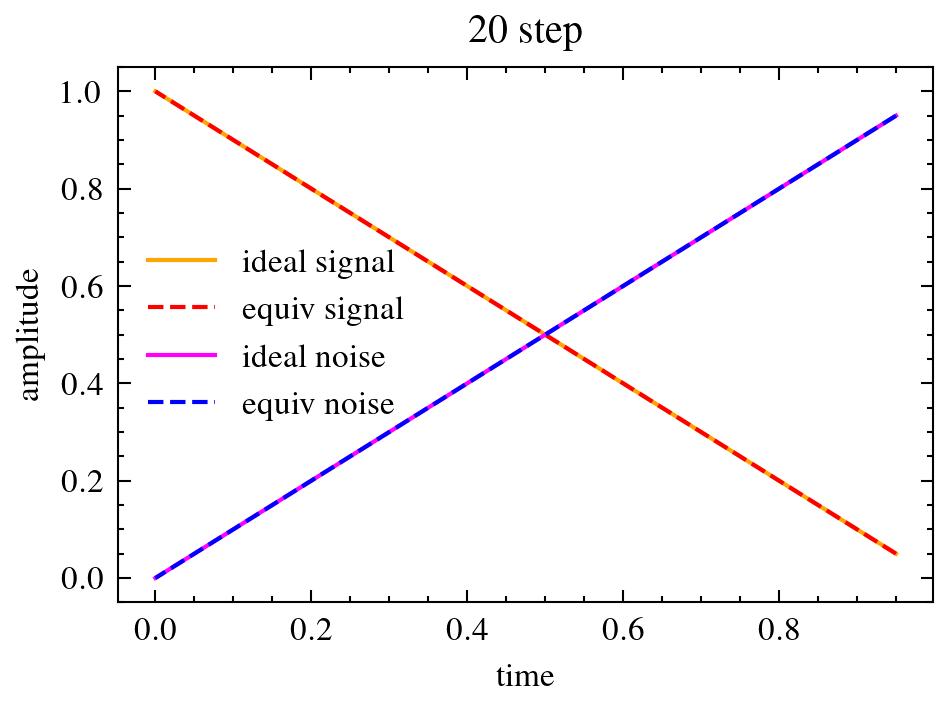 20 step
1.0
0.8
0.6
0.4
0.2
0.0
amplitude
ideal signal
equiv signal
ideal noise
equiv noise
0.0 0.2 0.4 0.6 0.8
time